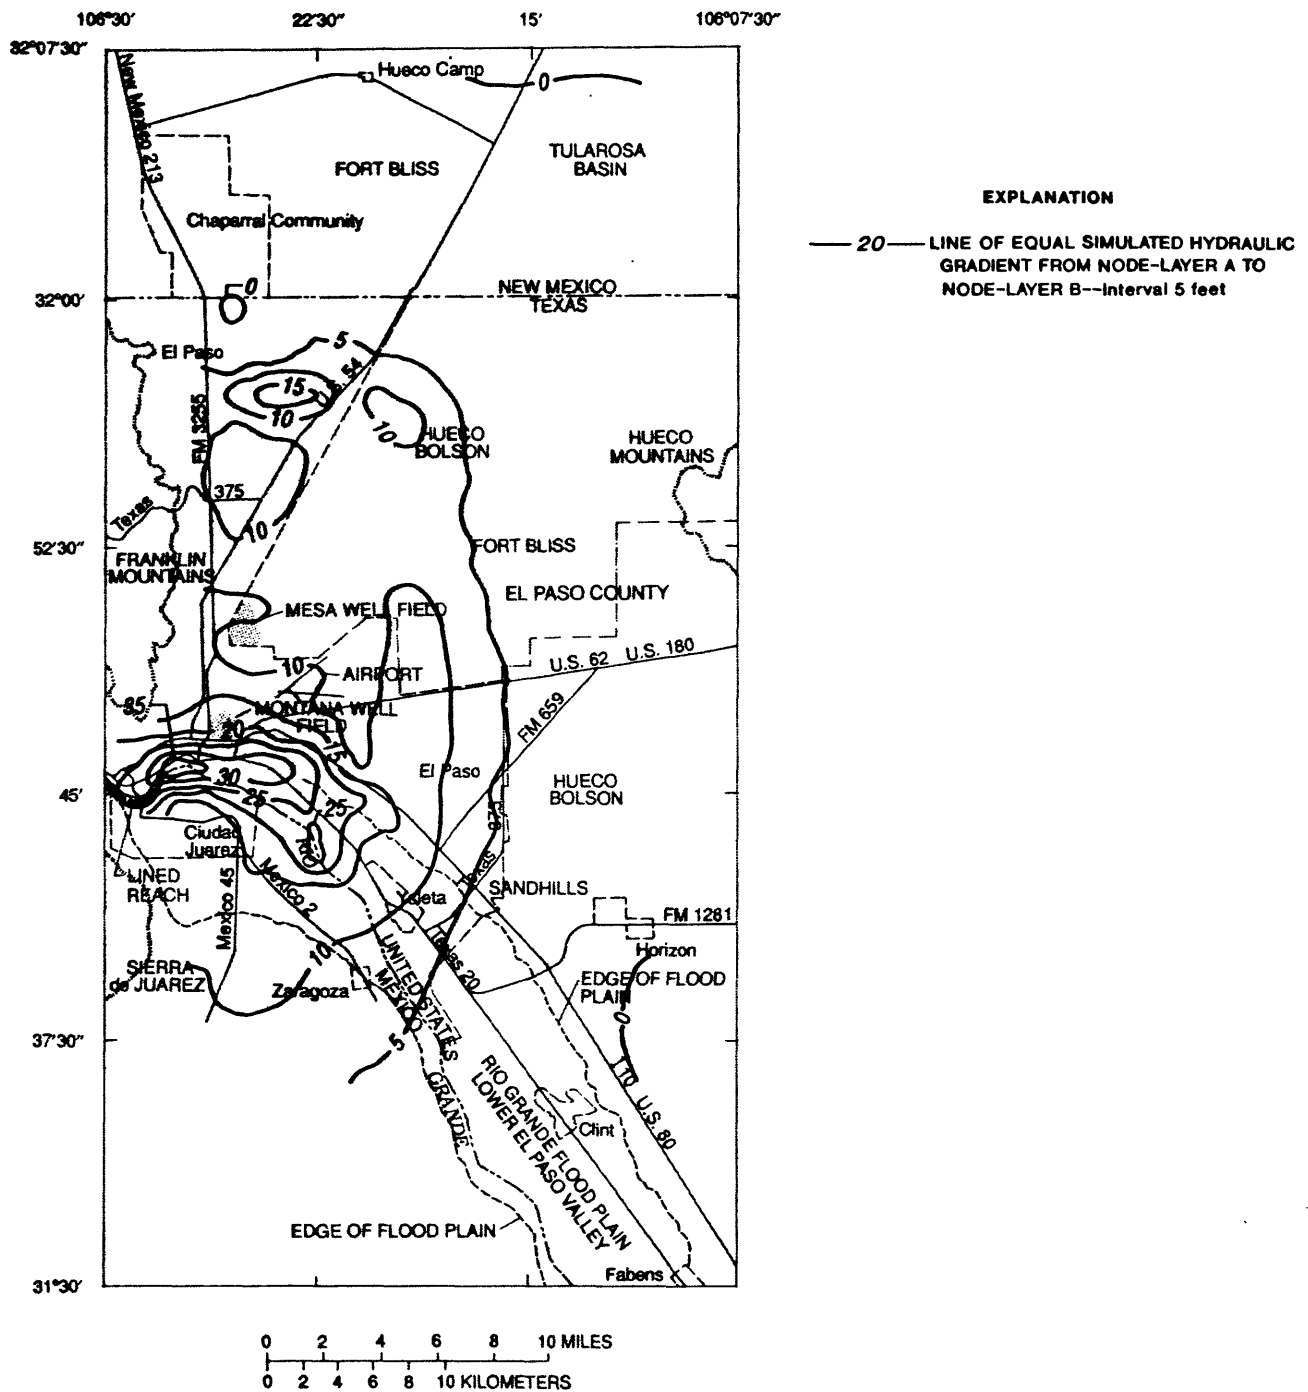 106°30′ 22′30″ 15′ 106°07′30″
32°07′30″
Hueco Camp
0
New Mexico 213
FORT BLISS
TULAROSA
BASIN
Chaparral Community
EXPLANATION
20 LINE OF EQUAL SIMULATED HYDRAULIC
GRADIENT FROM NODE-LAYER A TO
NODE-LAYER B--Interval 5 feet
0
32°00′
NEW MEXICO
TEXAS
5
El Paso
U.S. 54
15
10
10
FM 3255
HUECO
BOLSON
HUECO
MOUNTAINS
375
Texas
10
52′30″
FORT BLISS
FRANKLIN
MOUNTAINS
EL PASO COUNTY
MESA WELL FIELD
10
AIRPORT
U.S. 62 U.S. 180
85
MONTANA WELL
FIELD
20
15
FM 659
30
El Paso
HUECO
BOLSON
25
25
45′
375
Ciudad
Juarez
RIO
LINED
REACH
Mexico 45
Mexico 2
Texas
Ysleta
SANDHILLS
FM 1281
Horizon
10
UNITED STATES
MEXICO
Texas 20
SIERRA
de JUAREZ
Zaragoza
EDGE OF FLOOD
PLAIN
0
5
37′30″
I 10 U.S. 80
GRANDE
RIO GRANDE FLOOD PLAIN
LOWER EL PASO VALLEY
Clint
EDGE OF FLOOD PLAIN
Fabens
31°30′
0 2 4 6 8 10 MILES
0 2 4 6 8 10 KILOMETERS